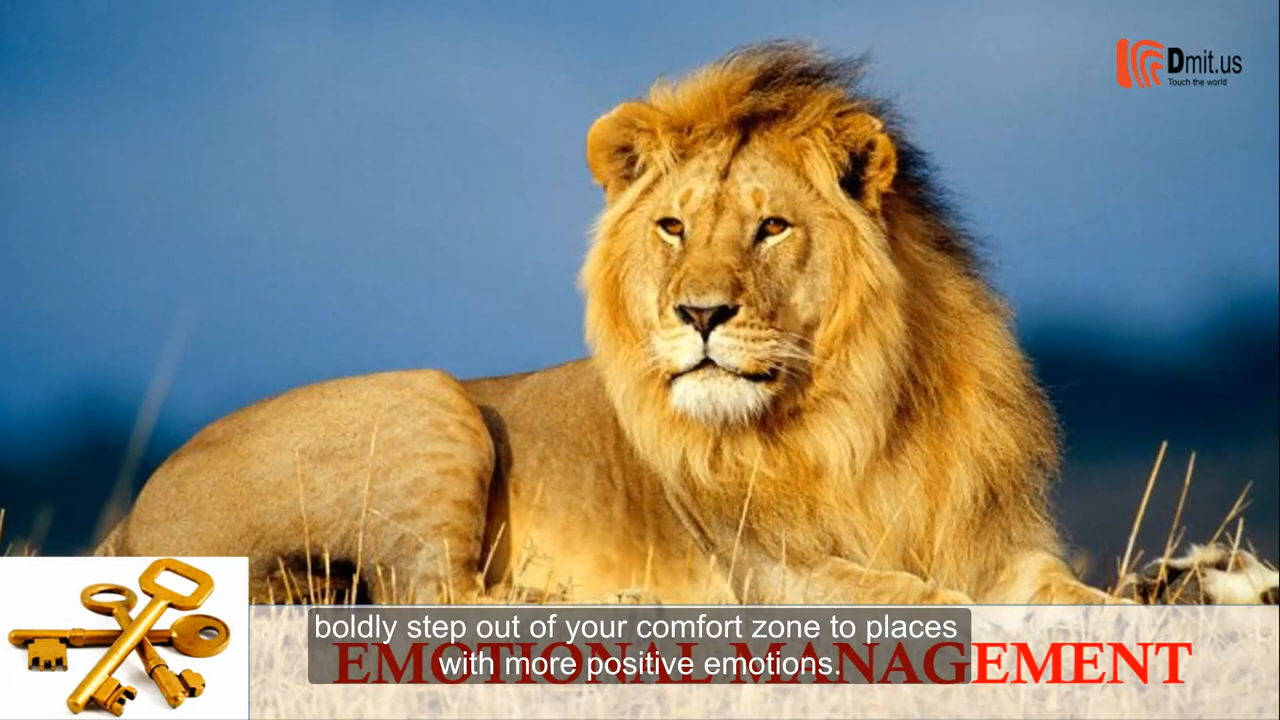 Dmit.us
Touch the world
boldly step out of your comfort zone to places
with more positive emotions.
EMOTIONAL MANAGEMENT